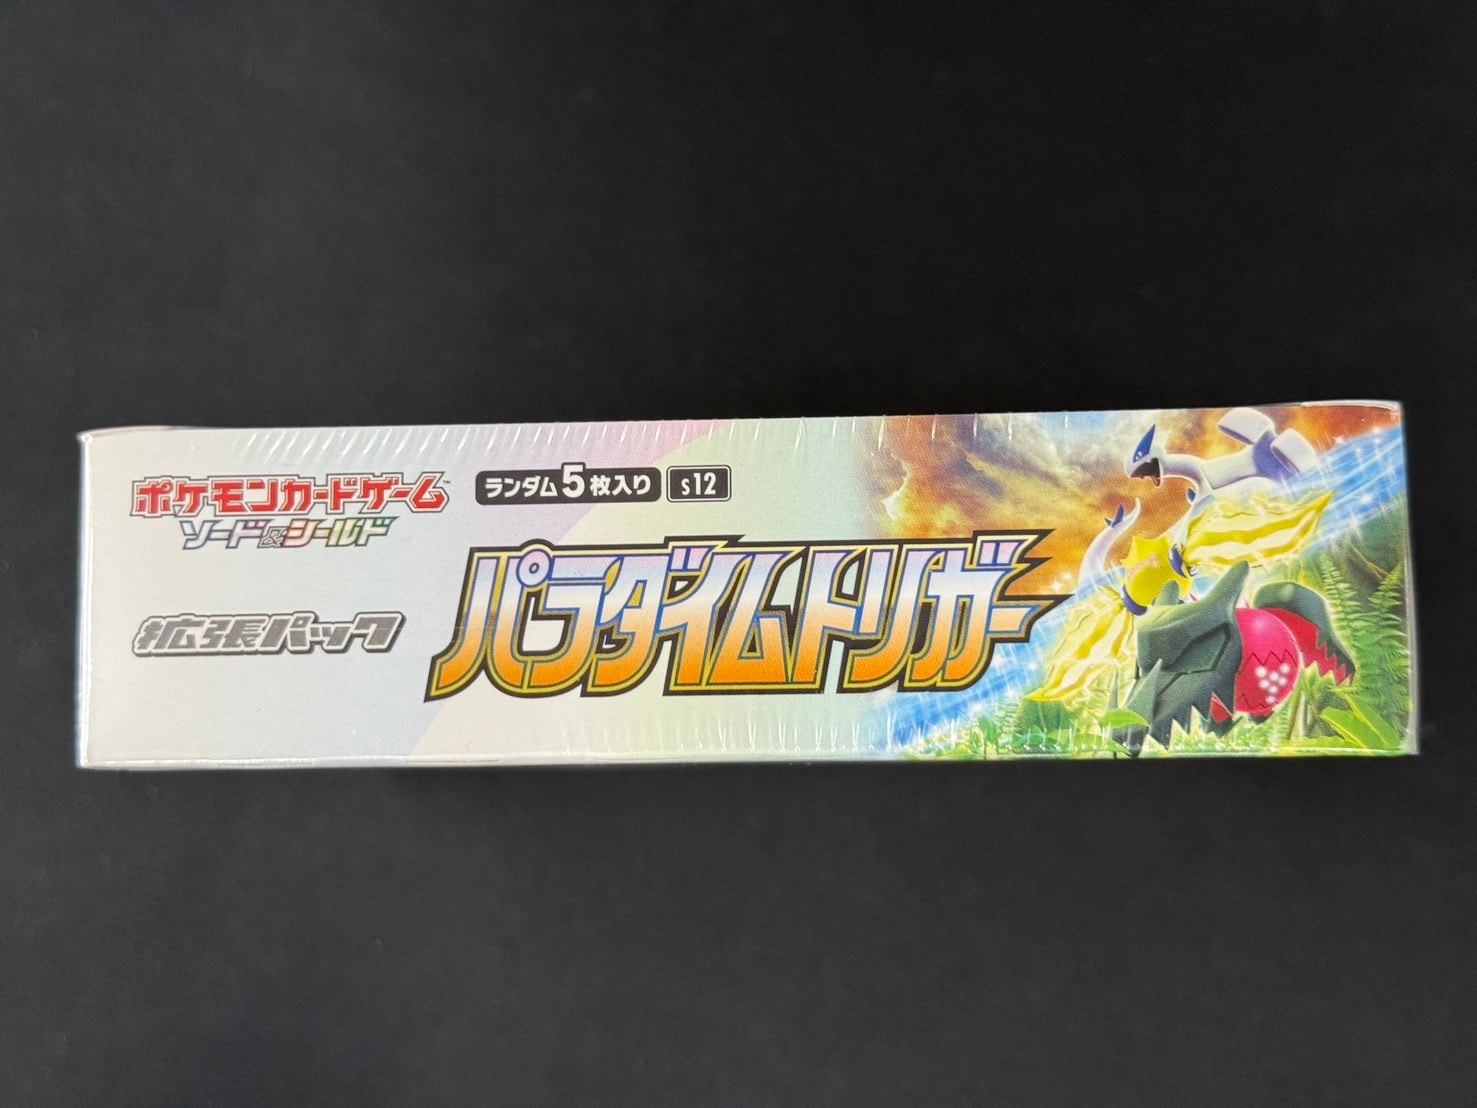 ポケモンカードゲーム
ソード&シールド
拡張パック
ランダム5枚入り
S12
パラダイムトリガー